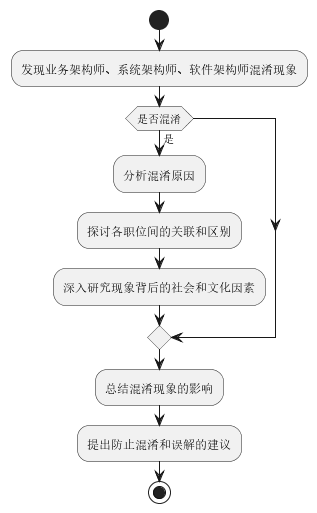 发现业务架构师、系统架构师、软件架构师混淆现象
是否混淆
是
分析混淆原因
探讨各职位间的关联和区别
深入研究现象背后的社会和文化因素
总结混淆现象的影响
提出防止混淆和误解的建议